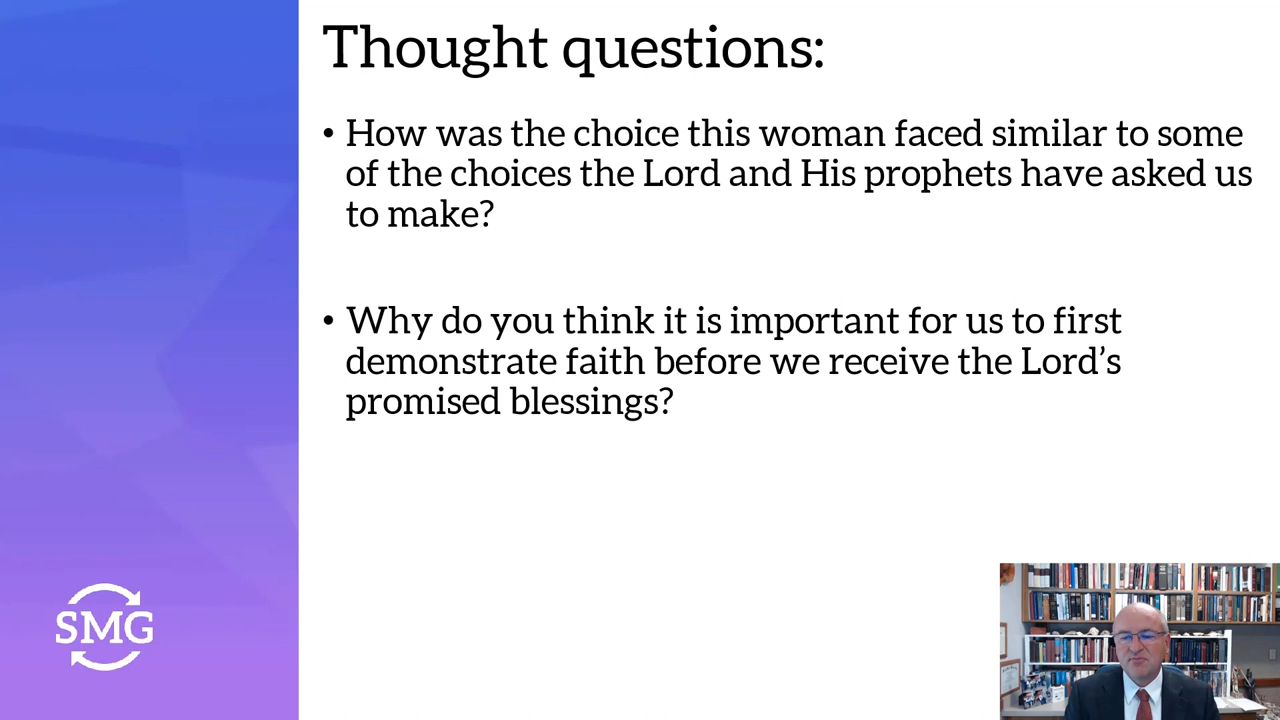 Thought questions:
• How was the choice this woman faced similar to some
of the choices the Lord and His prophets have asked us
to make?
• Why do you think it is important for us to first
demonstrate faith before we receive the Lord’s
promised blessings?
SMG